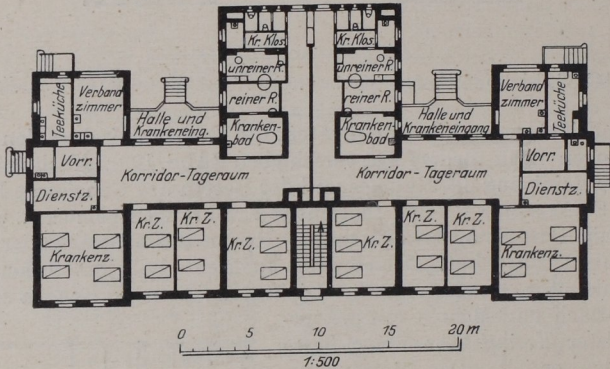 Kr. Klos.
Kr. Klos.
unreiner R.
unreiner R.
Teeküche
Verband
zimmer
Halle und
Krankeneing.
reiner R.
reiner R.
Halle und
Krankeneingang
Verband
zimmer
Teeküche
Kranken-
bad
Kranken-
bad
Vorr.
Korridor-Tageraum
Korridor-Tageraum
Vorr.
Dienstz.
Dienstz.
Krankenz.
Kr. Z.
Kr. Z.
Kr. Z.
Kr. Z.
Kr. Z.
Kr. Z.
Krankenz.
0 5 10 15 20 m
1:500